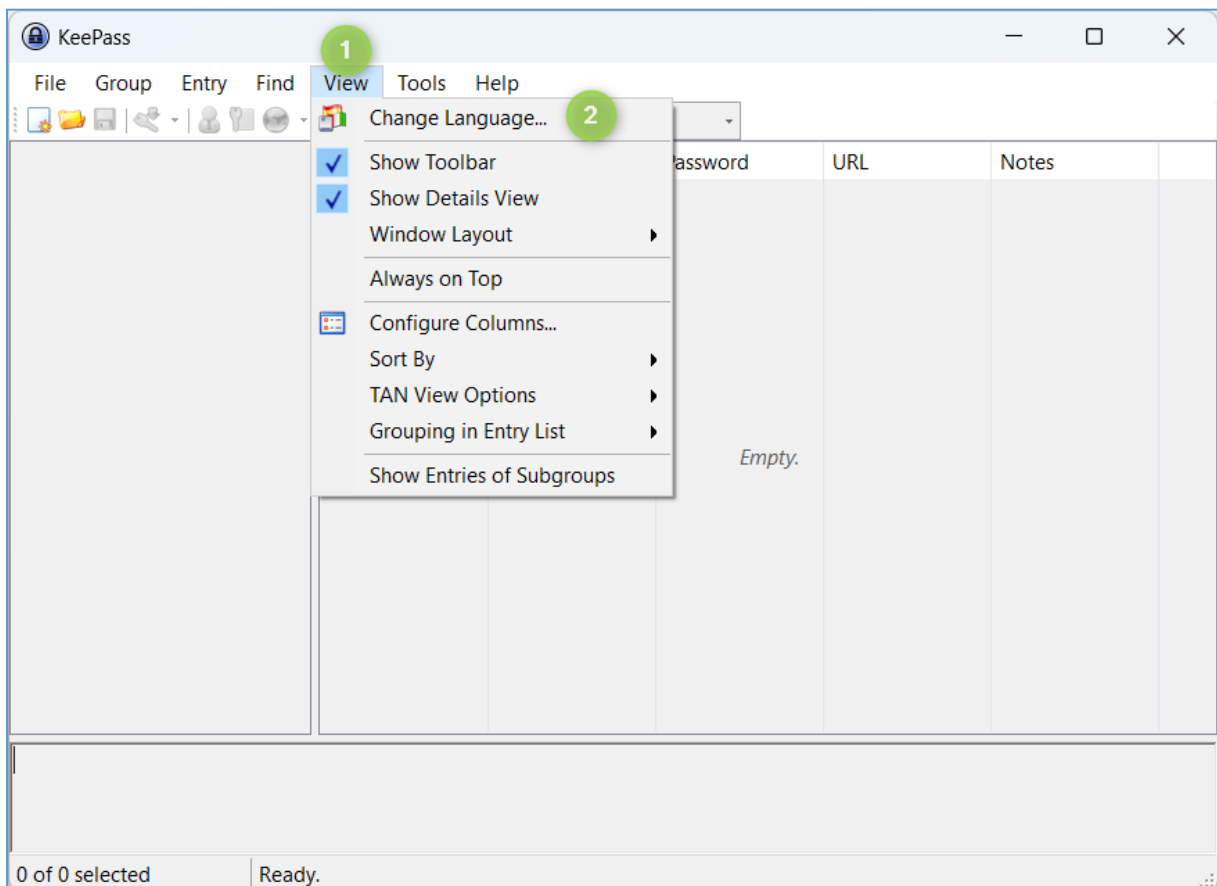 KeePass
1
File Group Entry Find View Tools Help
Change Language... 2
Show Toolbar
assword URL Notes
Show Details View
Window Layout
Always on Top
Configure Columns...
Sort By
TAN View Options
Grouping in Entry List
Empty.
Show Entries of Subgroups
0 of 0 selected Ready.